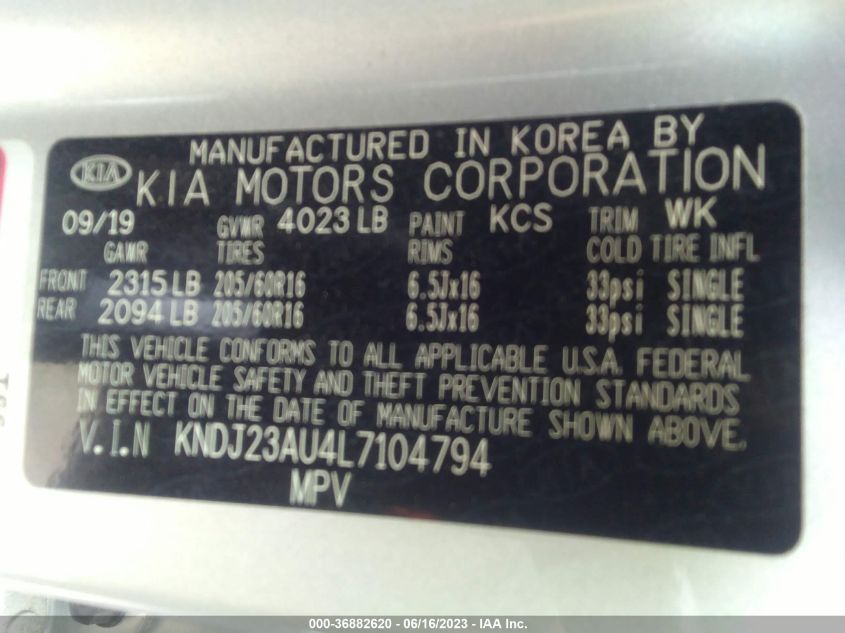 MANUFACTURED IN KOREA BY
KIA KIA MOTORS CORPORATION
09/19 GVWR 4023 LB PAINT KCS TRIM WK
GAWR TIRES RIMS COLD TIRE INFL
FRONT 2315 LB 205/60R16 6.5Jx16 33psi SINGLE
REAR 2094 LB 205/60R16 6.5Jx16 33psi SINGLE
THIS VEHICLE CONFORMS TO ALL APPLICABLE U.S.A. FEDERAL
MOTOR VEHICLE SAFETY AND THEFT PREVENTION STANDARDS
IN EFFECT ON THE DATE OF MANUFACTURE SHOWN ABOVE.
V.I.N KNDJ23AU4L7104794
MPV
000-36882620 - 06/16/2023 - IAA Inc.